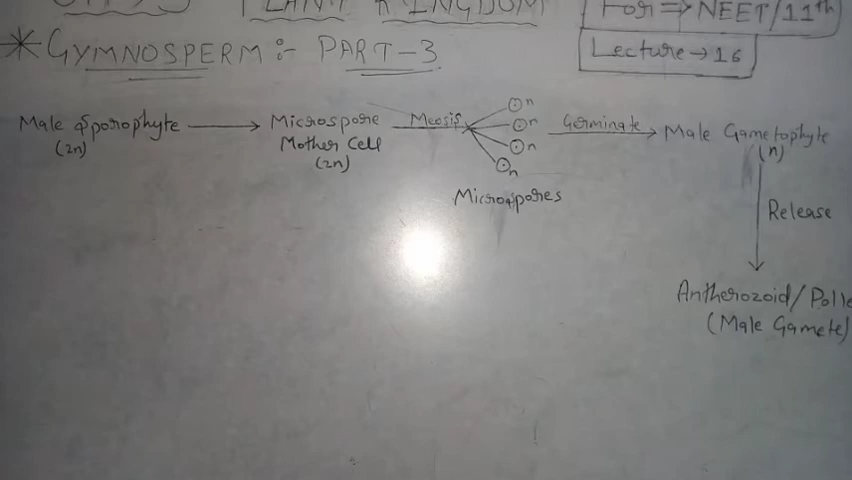 PLANT KINGDOM
For => NEET/11th
* GYMNOSPERM :- PART-3
Lecture → 16
Male Sporophyte → Microspore Mother Cell
(2n)
(2n)
Meosis
n
n
n
n
Microspores
Germinate
Male Gametophyte
(n)
Release
Antherozoid/
(Male Gamete)